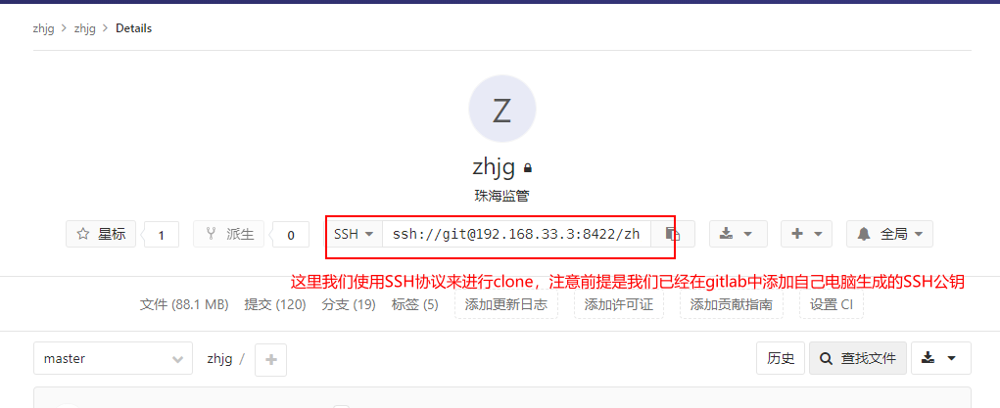 zhjg > zhjg > Details
Z
zhjg
珠海监管
星标 1 派生 0 SSH ssh://git@192.168.33.3:8422/zh 全局
这里我们使用SSH协议来进行clone，注意前提是我们已经在gitlab中添加自己电脑生成的SSH公钥
文件 (88.1 MB) 提交 (120) 分支 (19) 标签 (5) 添加更新日志 添加许可证 添加贡献指南 设置 CI
master zhjg / + 历史 查找文件